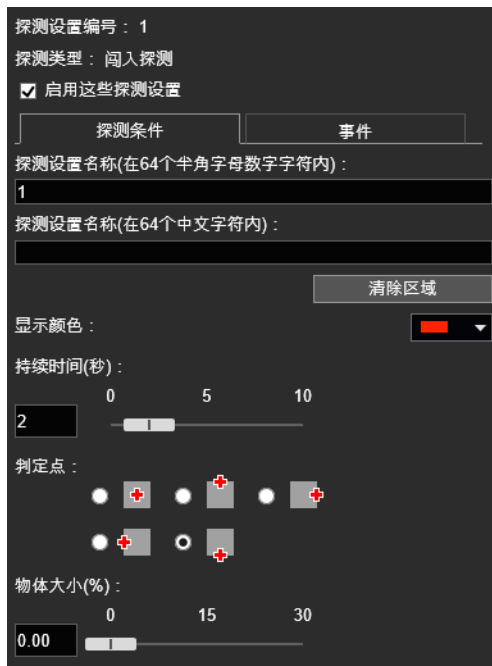 探测设置编号： 1
探测类型： 闯入探测
启用这些探测设置
探测条件 事件
探测设置名称(在64个半角字母数字字符内)：
1
探测设置名称(在64个中文字符内)：
清除区域
显示颜色：
持续时间(秒)：
0 5 10
2
判定点：
物体大小(%)：
0 15 30
0.00